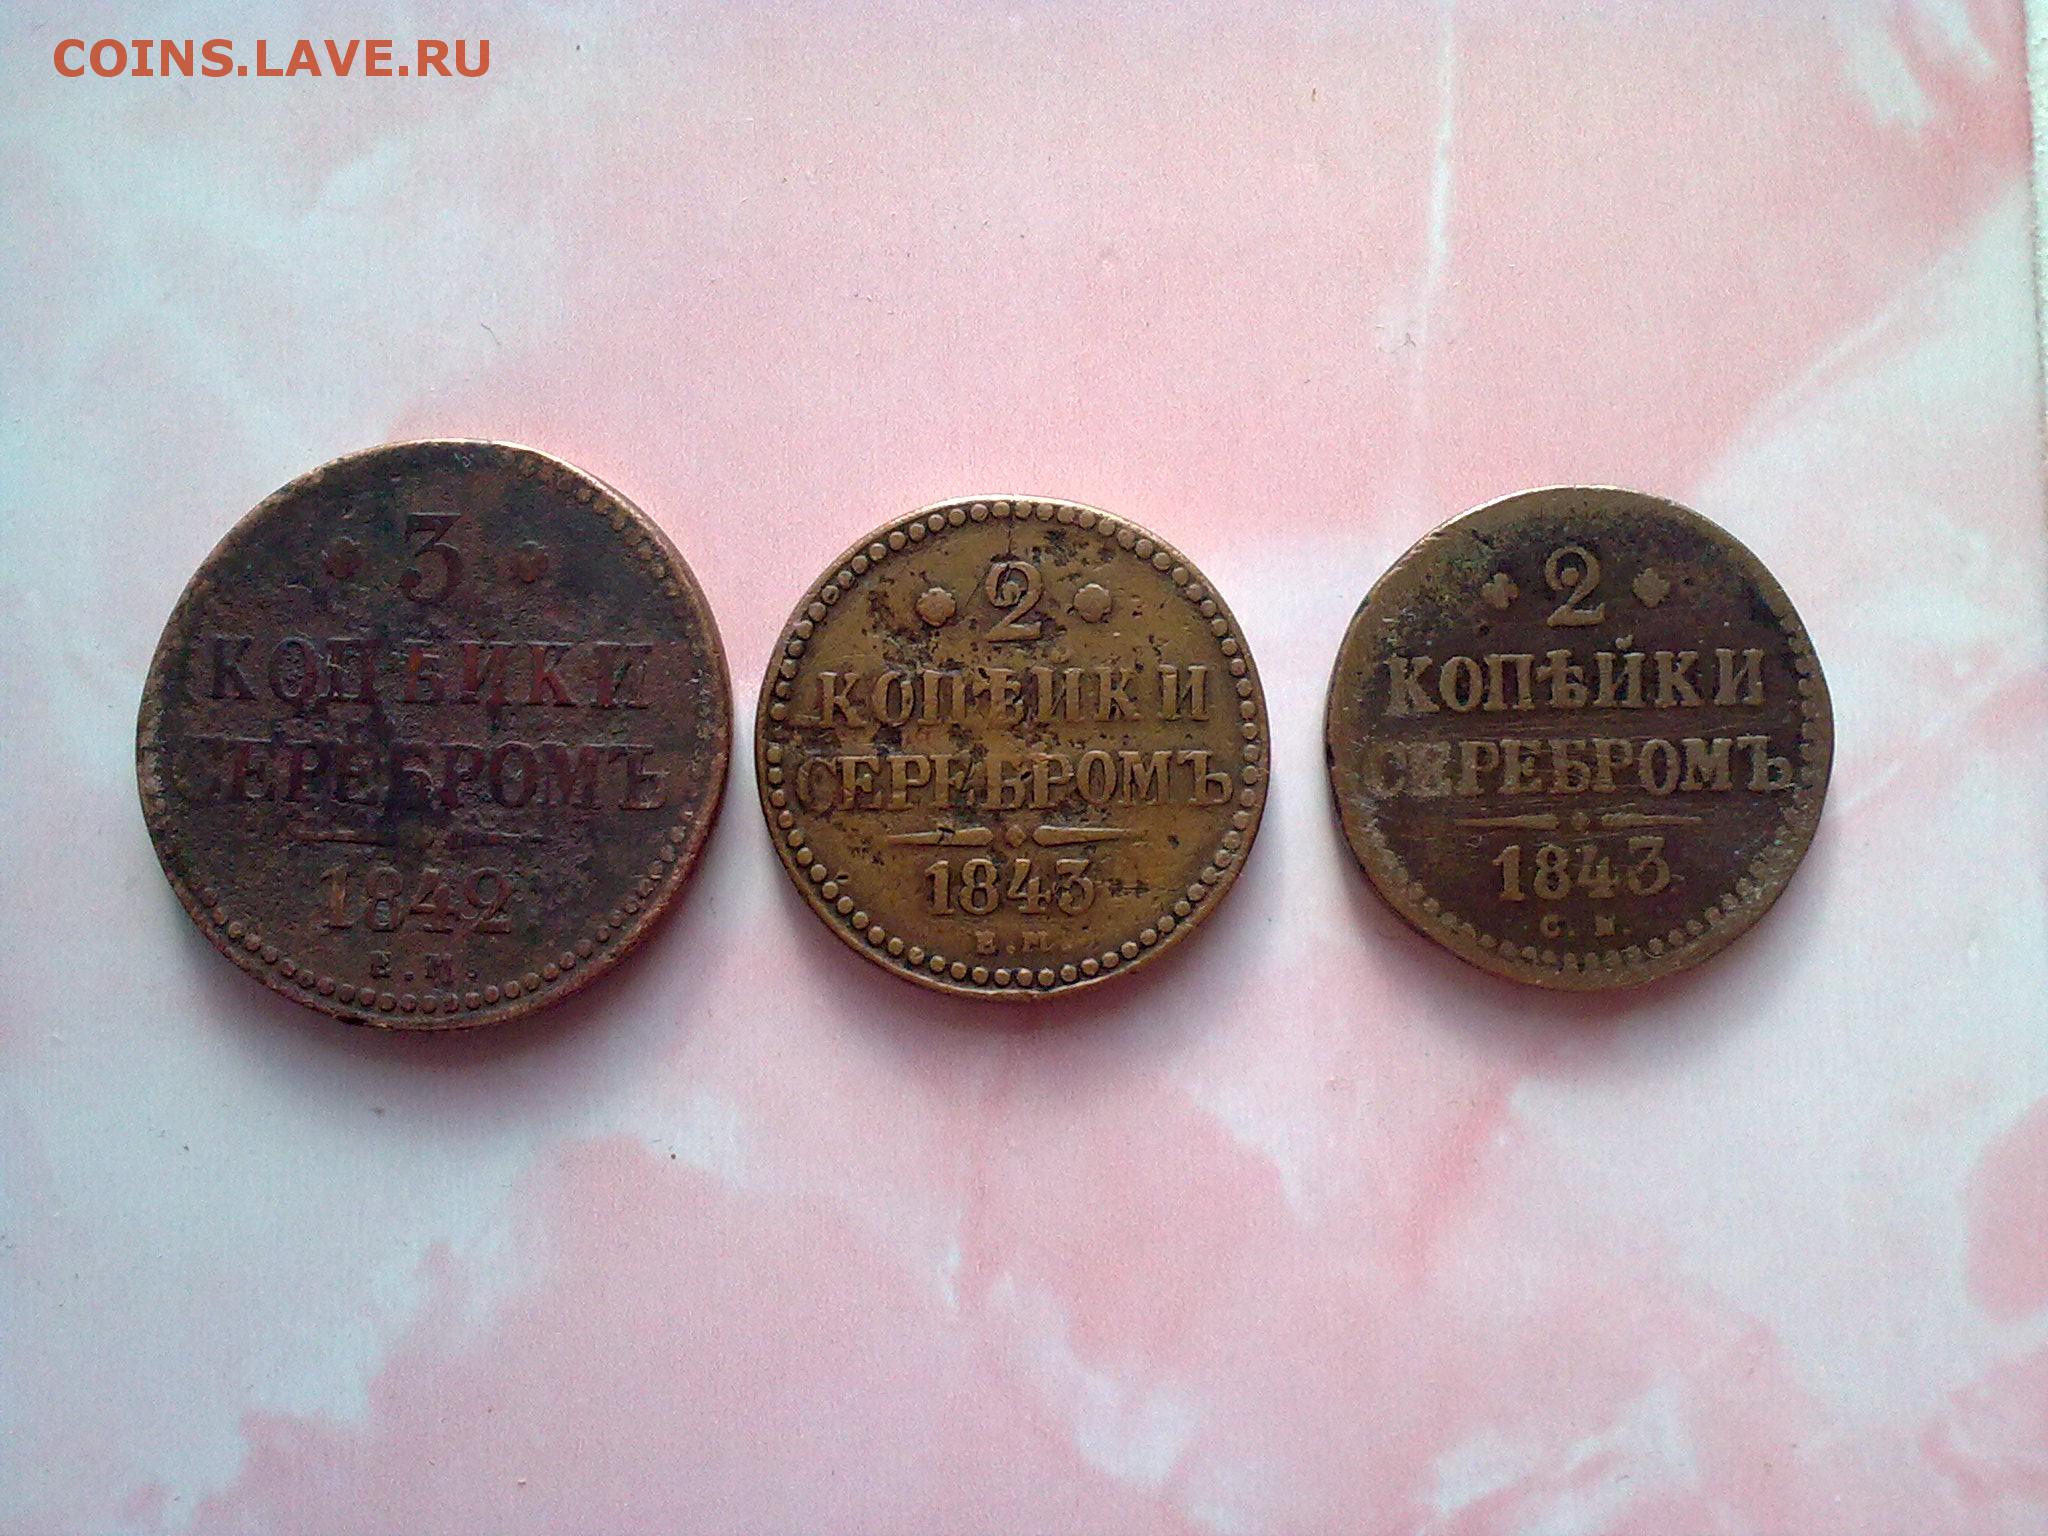 COINS.LAVE.RU
3
КОПѢЙКИ
СЕРЕБРОМЪ
1842
Е.М.
2
КОПѢЙКИ
СЕРЕБРОМЪ
1843
Е.М.
2
КОПѢЙКИ
СЕРЕБРОМЪ
1843
С.М.